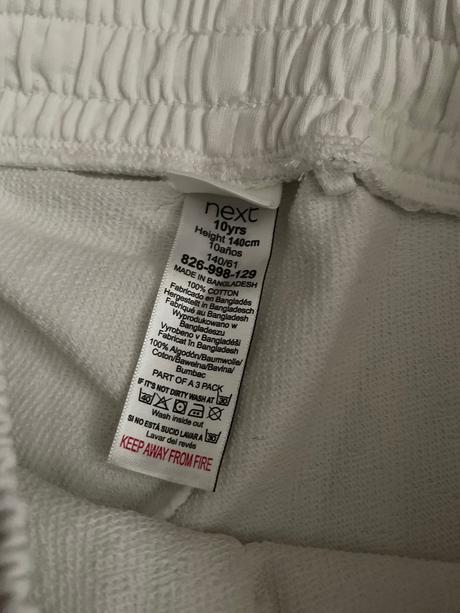 next
10yrs
Height 140cm
10años
140/61
826-998-129
MADE IN BANGLADESH
100% COTTON
Fabricado en Bangladés
Hergestellt in Bangladesch
Fabriqué au Bangladesh
Wyprodukowano w
Bangladeszu
Vyrobeno v Bangladéši
Fabricat în Bangladesh
100% Algodón/Baumwolle/
Coton/Bawełna/Bavlna/
Bumbac
PART OF A 3 PACK
IF IT'S NOT DIRTY WASH AT 30
40
Wash inside out
SI NO ESTÁ SUCIO LAVAR A 30
Lavar del revés
KEEP AWAY FROM FIRE